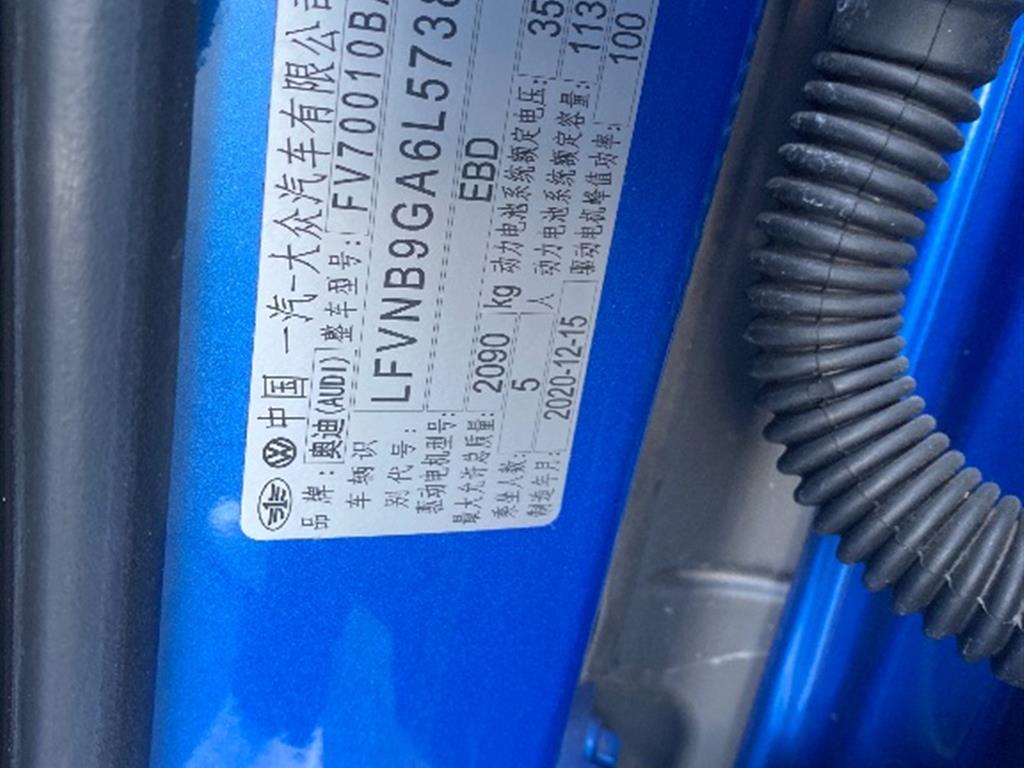 中国 一汽-大众汽车有限公司
品牌: 奥迪(AUDI) 整车型号: FV70010BA
车辆识别代号: LFVNB9GA6L5738
驱动电机型号: EBD
最大允许总质量: 2090 kg 动力电池系统额定电压: 35
乘坐人数: 5 人 动力电池系统额定容量: 113
制造年月: 2020-12-15 驱动电机峰值功率: 100